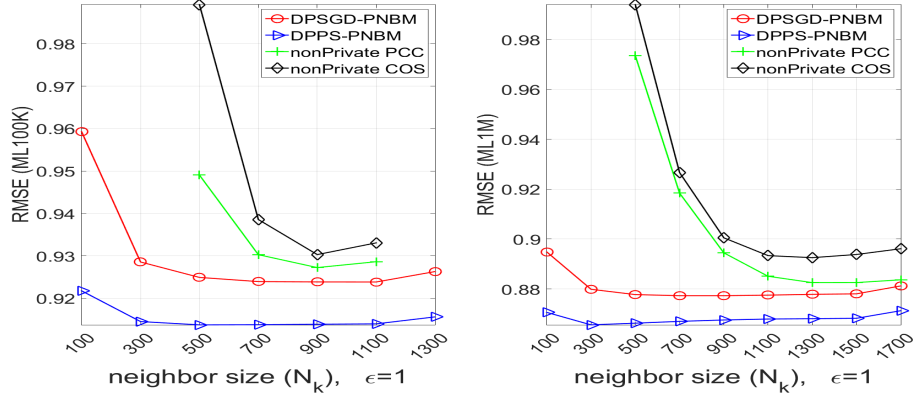 DPSGD-PNBM
DPPS-PNBM
nonPrivate PCC
nonPrivate COS
0.98
0.97
0.96
0.95
0.94
0.93
0.92
RMSE (ML100K)
100
300
500
700
900
1100
1300
neighbor size (N_k), ϵ=1
DPSGD-PNBM
DPPS-PNBM
nonPrivate PCC
nonPrivate COS
0.98
0.96
0.94
0.92
0.9
0.88
RMSE (ML1M)
100
300
500
700
900
1100
1300
1500
1700
neighbor size (N_k), ϵ=1